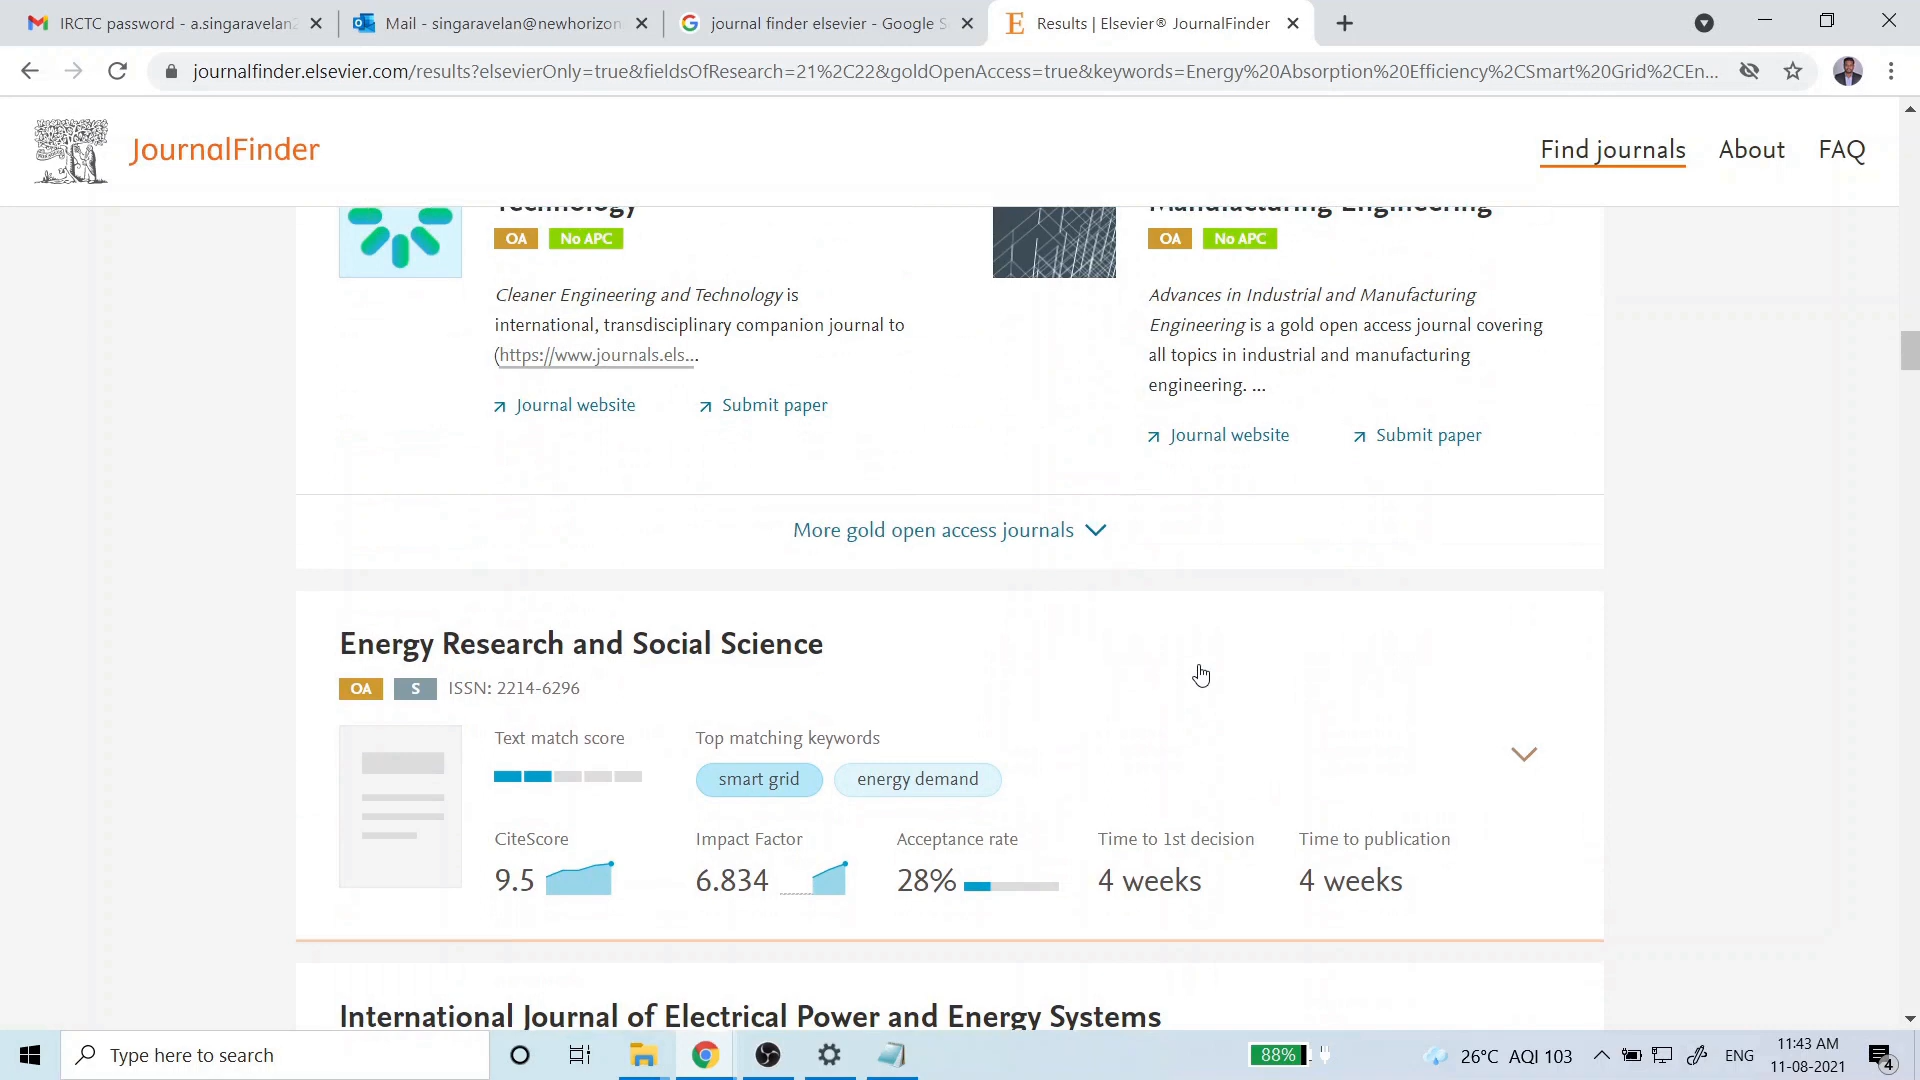 IRCTC password - a.singaravelan2
Mail - singaravelan@newhorizon
journal finder elsevier - Google S
Results | Elsevier® JournalFinder
journalfinder.elsevier.com/results?elsevierOnly=true&fieldsOfResearch=21%2C22&goldOpenAccess=true&keywords=Energy%20Absorption%20Efficiency%2CSmart%20Grid%2CEn...
JournalFinder
Find journals
About
FAQ
Technology
OA No APC
Cleaner Engineering and Technology is
international, transdisciplinary companion journal to
(https://www.journals.els...
Journal website
Submit paper
Manufacturing Engineering
OA No APC
Advances in Industrial and Manufacturing
Engineering is a gold open access journal covering
all topics in industrial and manufacturing
engineering. ...
Journal website
Submit paper
More gold open access journals
Energy Research and Social Science
OA S ISSN: 2214-6296
Text match score
Top matching keywords
smart grid
energy demand
CiteScore
Impact Factor
Acceptance rate
Time to 1st decision
Time to publication
9.5
6.834
28%
4 weeks
4 weeks
International Journal of Electrical Power and Energy Systems
Type here to search
88%
26°C AQI 103
ENG
11:43 AM
11-08-2021
4